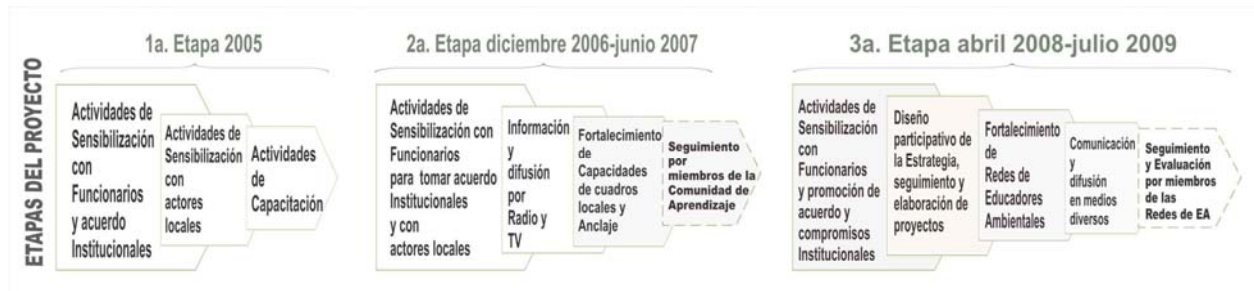 ETAPAS DEL PROYECTO
1a. Etapa 2005
Actividades de
Sensibilización
con
Funcionarios
y acuerdo
Institucionales
Actividades de
Sensibilización
con
actores
locales
Actividades
de
Capacitación
2a. Etapa diciembre 2006-junio 2007
Actividades de
Sensibilización con
Funcionarios
para tomar acuerdo
Institucionales
y con
actores locales
Información
y
difusión
por
Radio y
TV
Fortalecimiento
de
Capacidades
de cuadros
locales y
Anclaje
Seguimiento
por
miembros de la
Comunidad de
Aprendizaje
3a. Etapa abril 2008-julio 2009
Actividades de
Sensibilización
con
Funcionarios
y promoción de
acuerdo y
compromisos
Institucionales
Diseño
participativo de
la Estrategia,
seguimiento y
elaboración de
proyectos
Fortalecimiento
de
Redes de
Educadores
Ambientales
Comunicación
y
difusión
en medios
diversos
Seguimiento
y Evaluación
por miembros
de las
Redes de EA